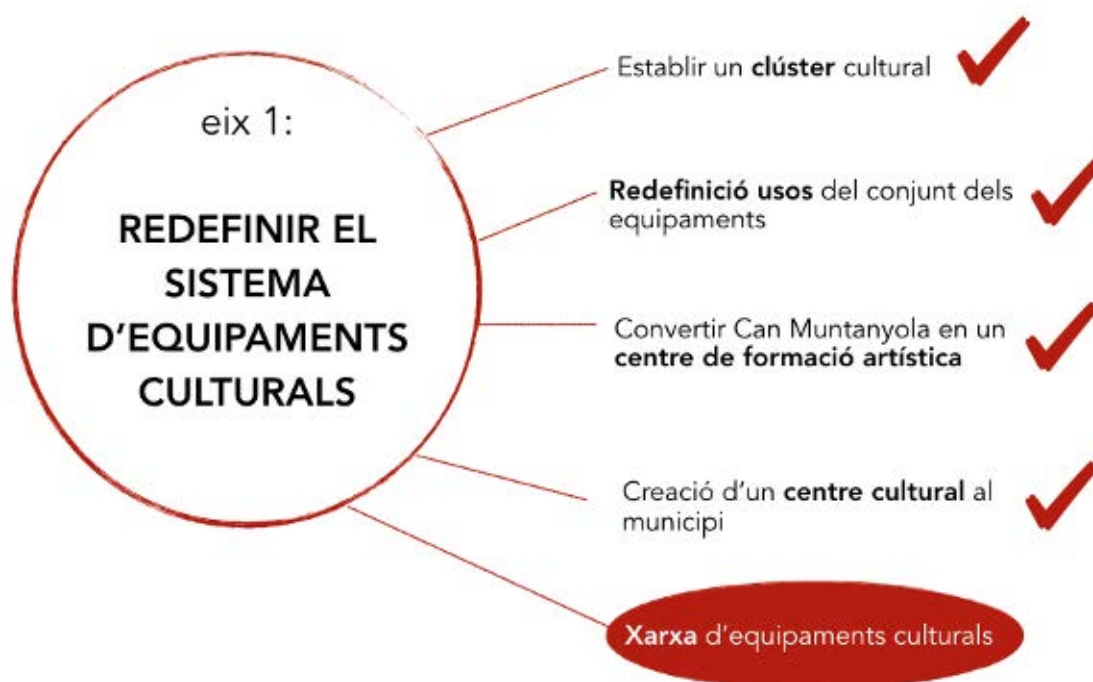 eix 1:
REDEFINIR EL
SISTEMA
D’EQUIPAMENTS
CULTURALS
Establir un clúster cultural
Redefinició usos del conjunt dels
equipaments
Convertir Can Muntanyola en un
centre de formació artística
Creació d’un centre cultural al
municipi
Xarxa d’equipaments culturals